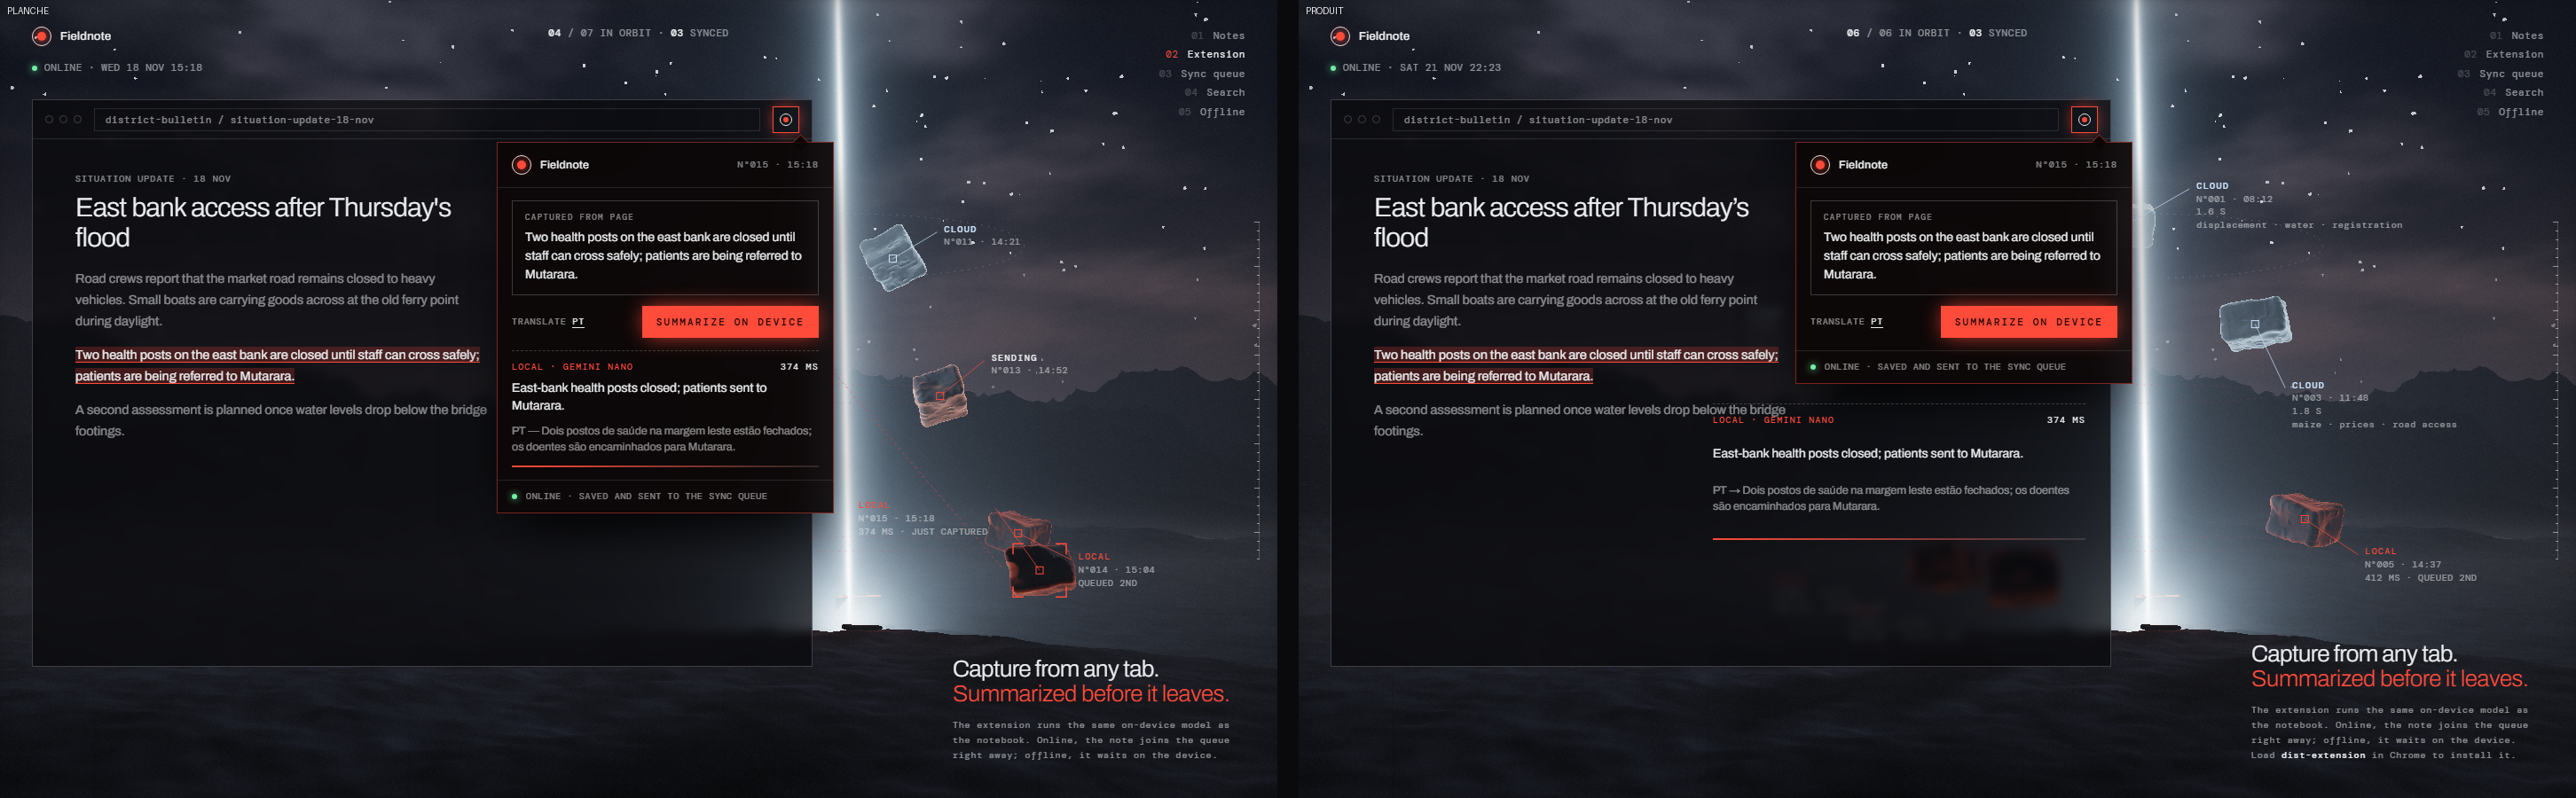 PLANCHE
Fieldnote
ONLINE · WED 18 NOV 15:18
04 / 07 IN ORBIT · 03 SYNCED
01 Notes
02 Extension
03 Sync queue
04 Search
05 Offline
district-bulletin / situation-update-18-nov
SITUATION UPDATE · 18 NOV
East bank access after Thursday's
flood
Road crews report that the market road remains closed to heavy
vehicles. Small boats are carrying goods across at the old ferry point
during daylight.
Two health posts on the east bank are closed until staff can cross safely;
patients are being referred to Mutarara.
A second assessment is planned once water levels drop below the bridge
footings.
Fieldnote
N°015 · 15:18
CAPTURED FROM PAGE
Two health posts on the east bank are closed until
staff can cross safely; patients are being referred to
Mutarara.
TRANSLATE PT
SUMMARIZE ON DEVICE
LOCAL · GEMINI NANO
374 MS
East-bank health posts closed; patients sent to
Mutarara.
PT — Dois postos de saúde na margem leste estão fechados;
os doentes são encaminhados para Mutarara.
ONLINE · SAVED AND SENT TO THE SYNC QUEUE
CLOUD
N°011 · 14:21
SENDING
N°013 · 14:52
LOCAL
N°015 · 15:18
374 MS · JUST CAPTURED
LOCAL
N°014 · 15:04
QUEUED 2ND
Capture from any tab.
Summarized before it leaves.
The extension runs the same on-device model as
the notebook. Online, the note joins the queue
right away; offline, it waits on the device.
PRODUIT
Fieldnote
ONLINE · SAT 21 NOV 22:23
06 / 06 IN ORBIT · 03 SYNCED
01 Notes
02 Extension
03 Sync queue
04 Search
05 Offline
district-bulletin / situation-update-18-nov
SITUATION UPDATE · 18 NOV
East bank access after Thursday’s
flood
Road crews report that the market road remains closed to heavy
vehicles. Small boats are carrying goods across at the old ferry point
during daylight.
Two health posts on the east bank are closed until staff can cross safely;
patients are being referred to Mutarara.
A second assessment is planned once water levels drop below the bridge
footings.
Fieldnote
N°015 · 15:18
CAPTURED FROM PAGE
Two health posts on the east bank are closed until
staff can cross safely; patients are being referred to
Mutarara.
TRANSLATE PT
SUMMARIZE ON DEVICE
ONLINE · SAVED AND SENT TO THE SYNC QUEUE
LOCAL · GEMINI NANO
374 MS
East-bank health posts closed; patients sent to Mutarara.
PT → Dois postos de saúde na margem leste estão fechados; os doentes
são encaminhados para Mutarara.
CLOUD
N°001 · 08:12
1.6 S
displacement · water · registration
CLOUD
N°003 · 11:48
1.8 S
maize · prices · road access
LOCAL
N°005 · 14:37
412 MS · QUEUED 2ND
Capture from any tab.
Summarized before it leaves.
The extension runs the same on-device model as
the notebook. Online, the note joins the queue
right away; offline, it waits on the device.
Load dist-extension in Chrome to install it.